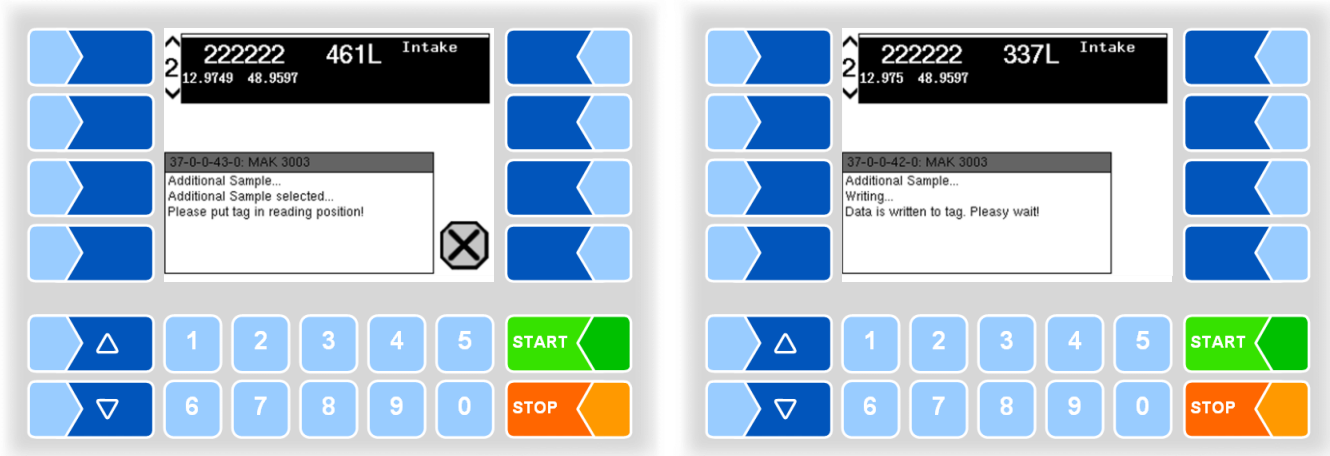 222222 461L Intake
2
12.9749 48.9597
37-0-0-43-0: MAK 3003
Additional Sample...
Additional Sample selected...
Please put tag in reading position!
1 2 3 4 5 START
6 7 8 9 0 STOP
222222 337L Intake
2
12.975 48.9597
37-0-0-42-0: MAK 3003
Additional Sample...
Writing...
Data is written to tag. Pleasy wait!
1 2 3 4 5 START
6 7 8 9 0 STOP